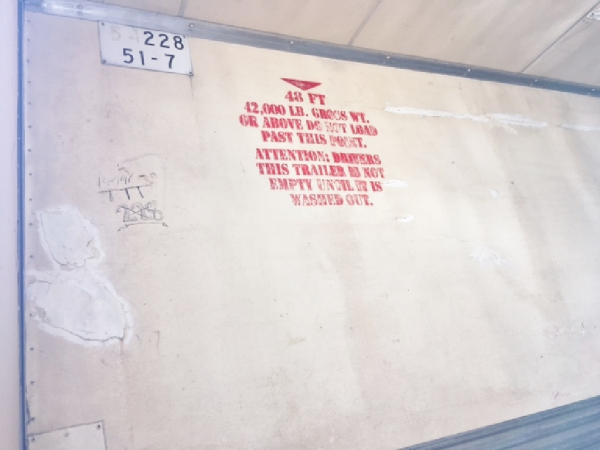 228
51-7
48 FT
42,000 LB. GROSS WT.
OR ABOVE DO NOT LOAD
PAST THIS POINT.
ATTENTION: DRIVERS
THIS TRAILER IS NOT
EMPTY UNTIL IT IS
WASHED OUT.